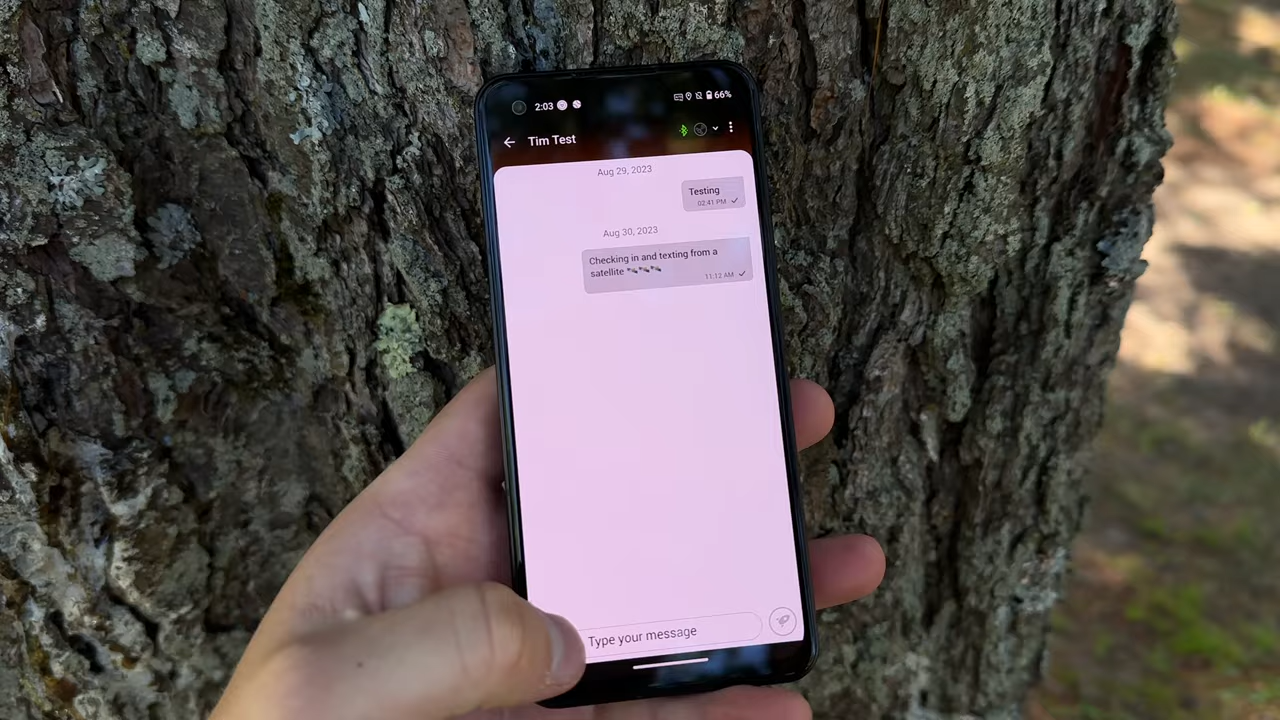 2:03
66%
Tim Test
Aug 29, 2023
Testing
02:41 PM
Aug 30, 2023
Checking in and texting from a
satellite 🛰️🛰️🛰️
11:12 AM
Type your message